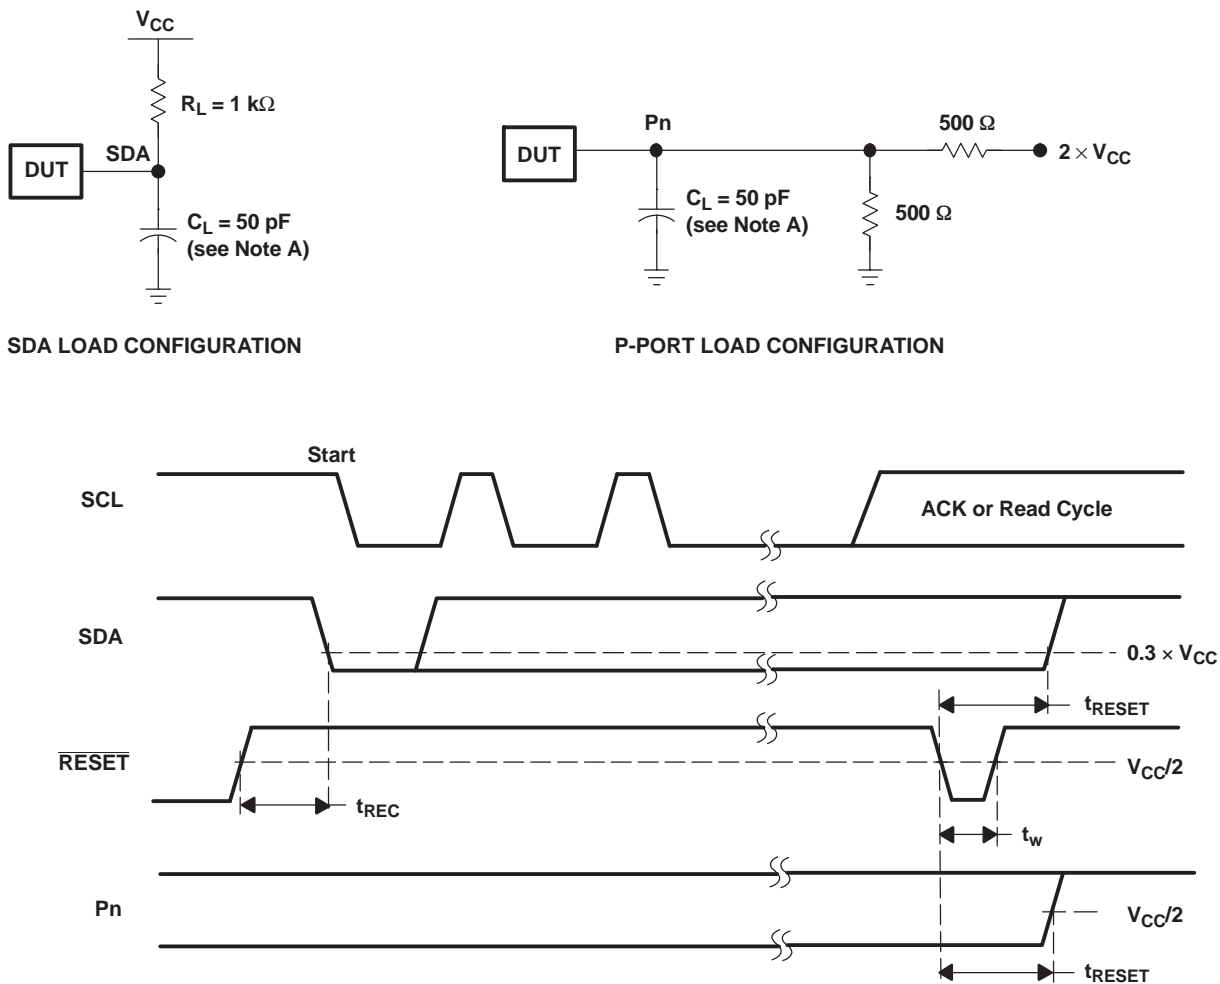 VCC
RL = 1 kΩ
DUT
SDA
CL = 50 pF
(see Note A)
SDA LOAD CONFIGURATION
DUT
Pn
500 Ω
2 × VCC
CL = 50 pF
(see Note A)
500 Ω
P-PORT LOAD CONFIGURATION
Start
SCL
ACK or Read Cycle
SDA
0.3 × VCC
tRESET
RESET
VCC/2
tREC
tw
Pn
VCC/2
tRESET